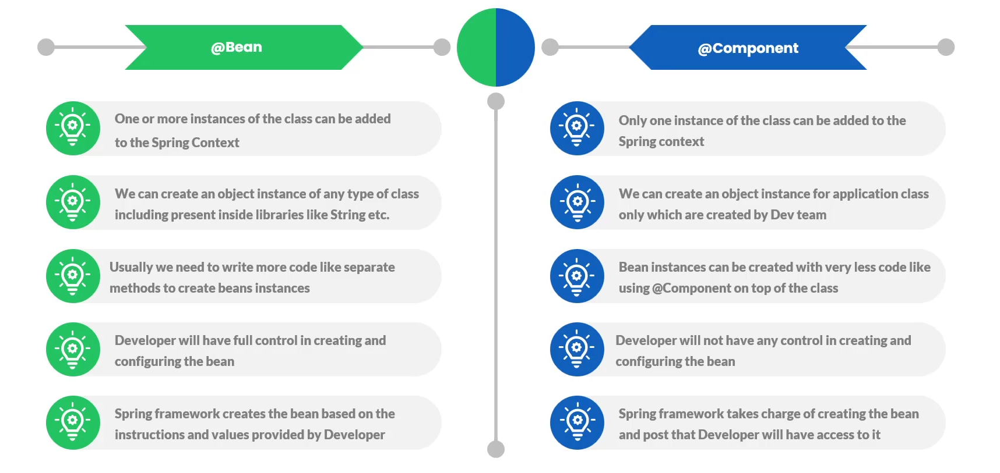 @Bean
@Component
One or more instances of the class can be added
to the Spring Context
We can create an object instance of any type of class
including present inside libraries like String etc.
Usually we need to write more code like separate
methods to create beans instances
Developer will have full control in creating and
configuring the bean
Spring framework creates the bean based on the
instructions and values provided by Developer
Only one instance of the class can be added to the
Spring context
We can create an object instance for application class
only which are created by Dev team
Bean instances can be created with very less code like
using @Component on top of the class
Developer will not have any control in creating and
configuring the bean
Spring framework takes charge of creating the bean
and post that Developer will have access to it